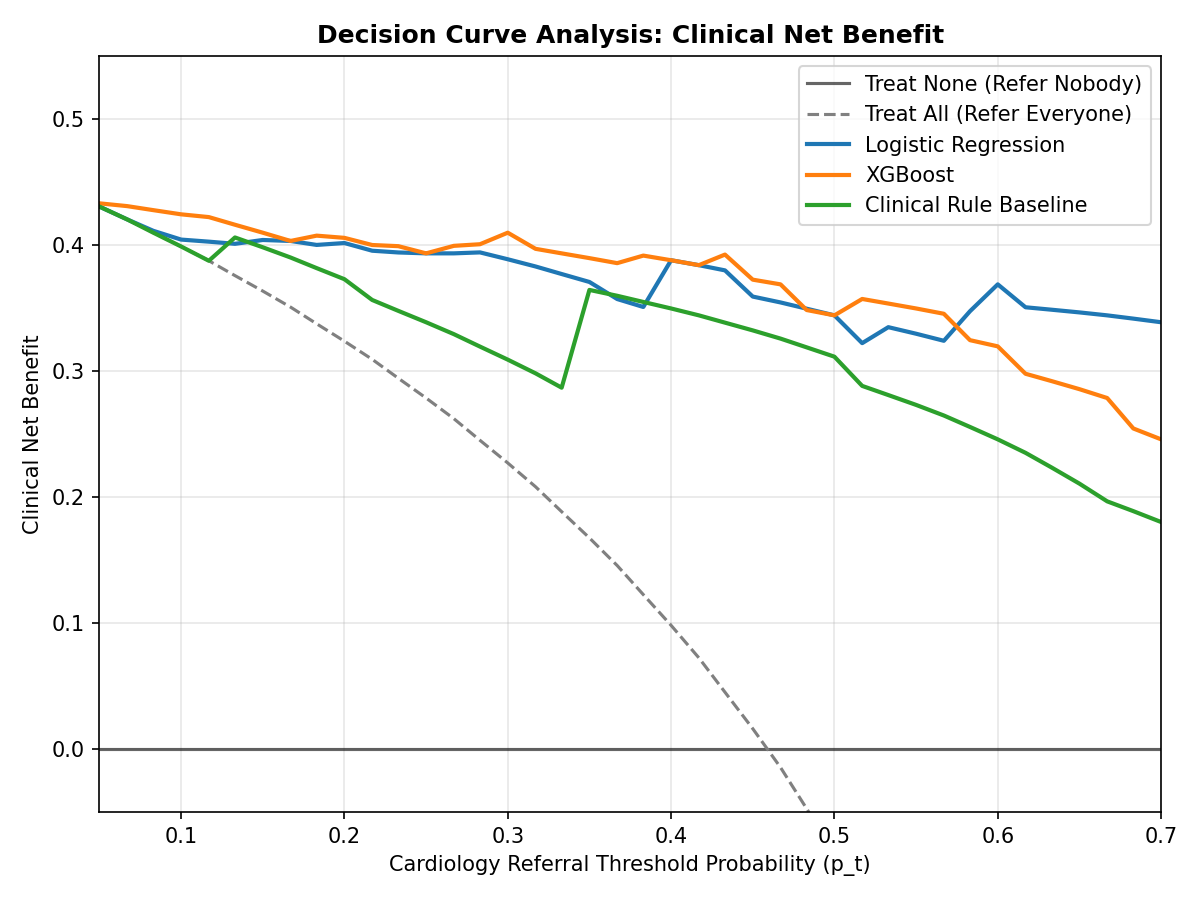 Decision Curve Analysis: Clinical Net Benefit
Treat None (Refer Nobody)
Treat All (Refer Everyone)
Logistic Regression
XGBoost
Clinical Rule Baseline
Clinical Net Benefit
0.5
0.4
0.3
0.2
0.1
0.0
0.1 0.2 0.3 0.4 0.5 0.6 0.7
Cardiology Referral Threshold Probability (p_t)